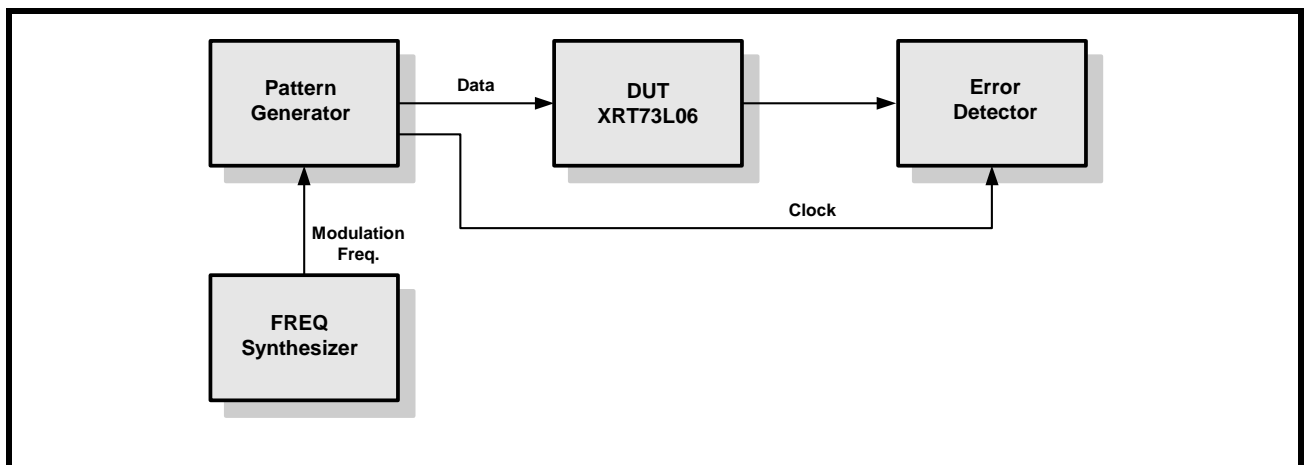 Pattern
Generator
Data
DUT
XRT73L06
Error
Detector
Clock
Modulation
Freq.
FREQ
Synthesizer